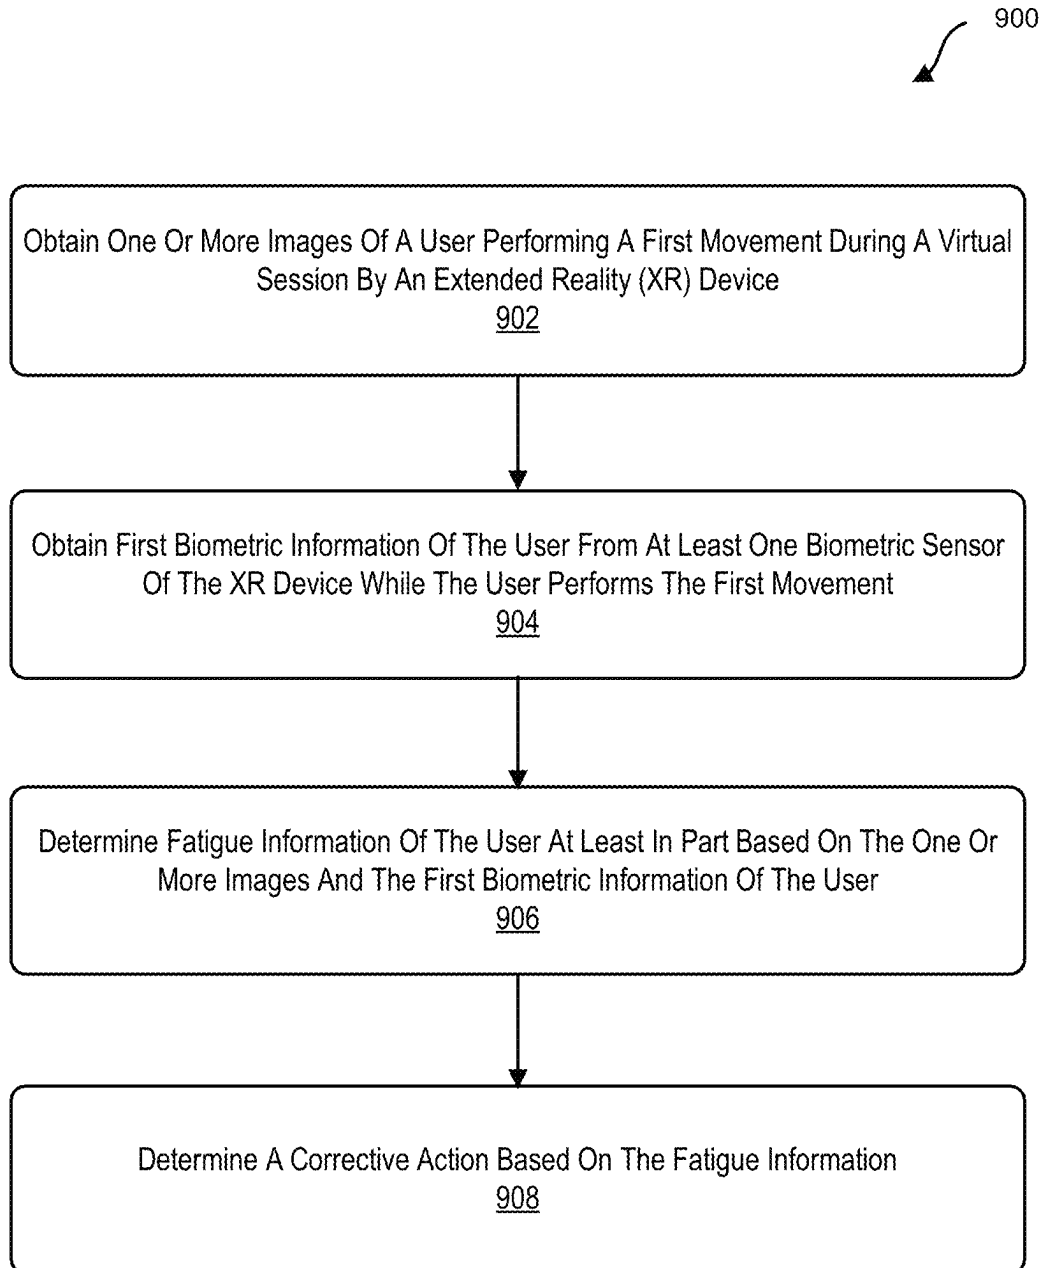 900
Obtain One Or More Images Of A User Performing A First Movement During A Virtual
Session By An Extended Reality (XR) Device
902
Obtain First Biometric Information Of The User From At Least One Biometric Sensor
Of The XR Device While The User Performs The First Movement
904
Determine Fatigue Information Of The User At Least In Part Based On The One Or
More Images And The First Biometric Information Of The User
906
Determine A Corrective Action Based On The Fatigue Information
908